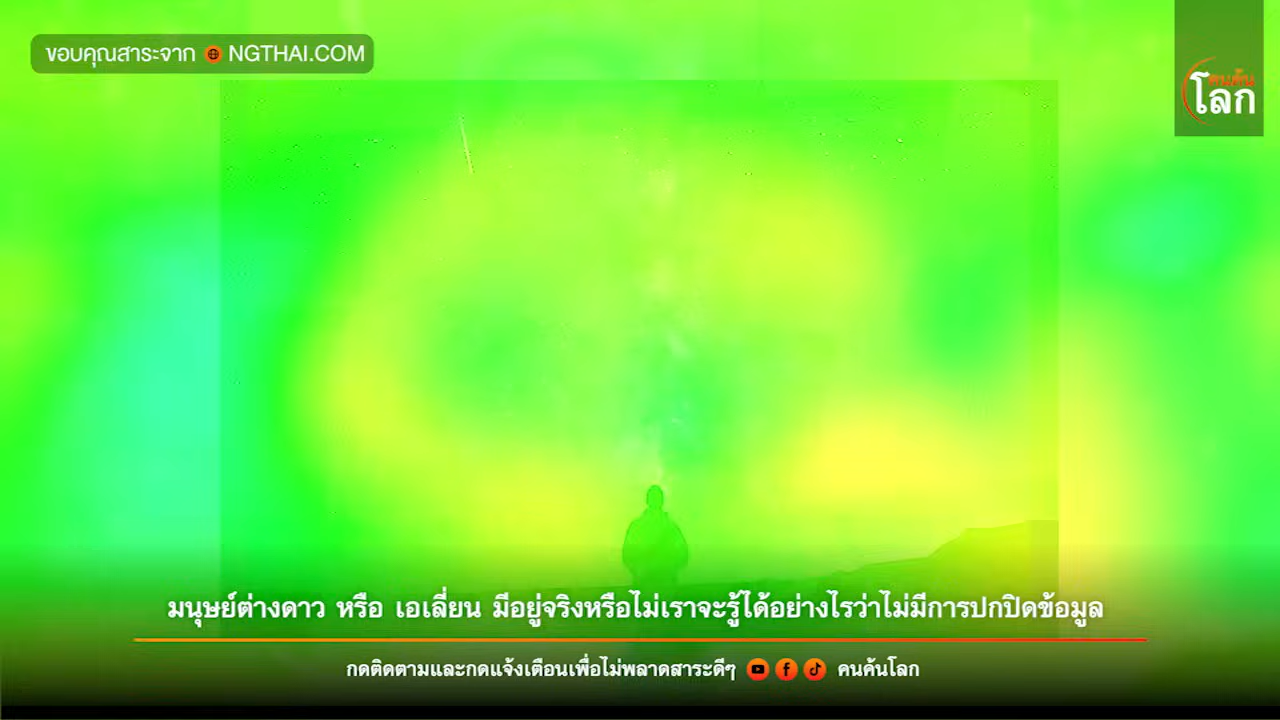 ขอบคุณสาระจาก NGTHAI.COM
คนค้น
โลก
มนุษย์ต่างดาว หรือ เอเลี่ยน มีอยู่จริงหรือไม่เราจะรู้ได้อย่างไรว่าไม่มีการปกปิดข้อมูล
กดติดตามและกดแจ้งเตือนเพื่อไม่พลาดสาระดีๆ คนค้นโลก